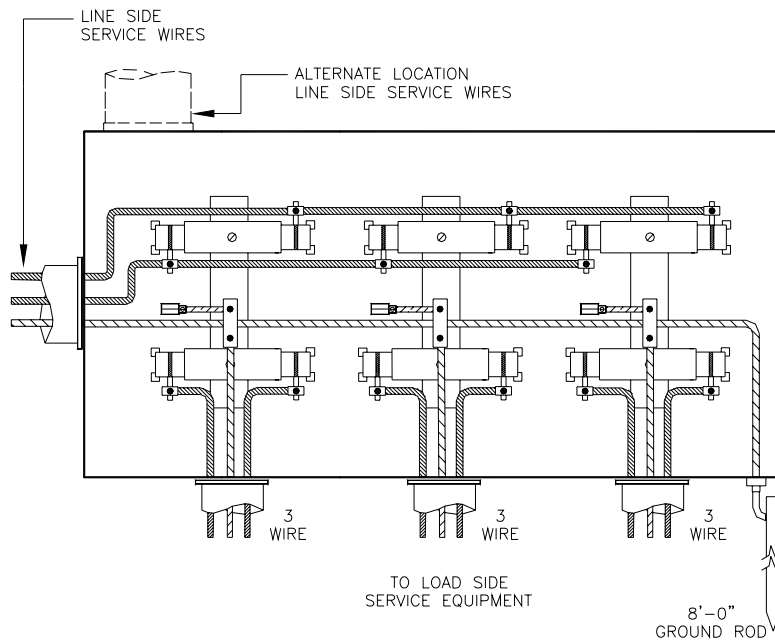 LINE SIDE
SERVICE WIRES
ALTERNATE LOCATION
LINE SIDE SERVICE WIRES
3
WIRE
3
WIRE
3
WIRE
TO LOAD SIDE
SERVICE EQUIPMENT
8'-0"
GROUND ROD